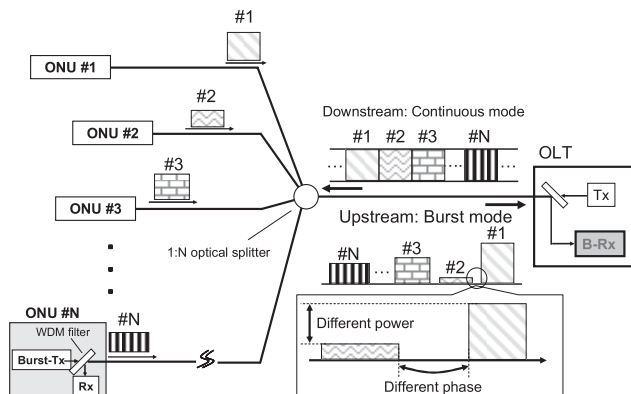 #1
ONU #1
#2
ONU #2
#3
ONU #3
1:N optical splitter
ONU #N
WDM filter
Burst-Tx
Rx
#N
Downstream: Continuous mode
#1 #2 #3 #N
... ... ...
OLT
Tx
B-Rx
Upstream: Burst mode
#N ... #3 #2 #1
Different power
Different phase